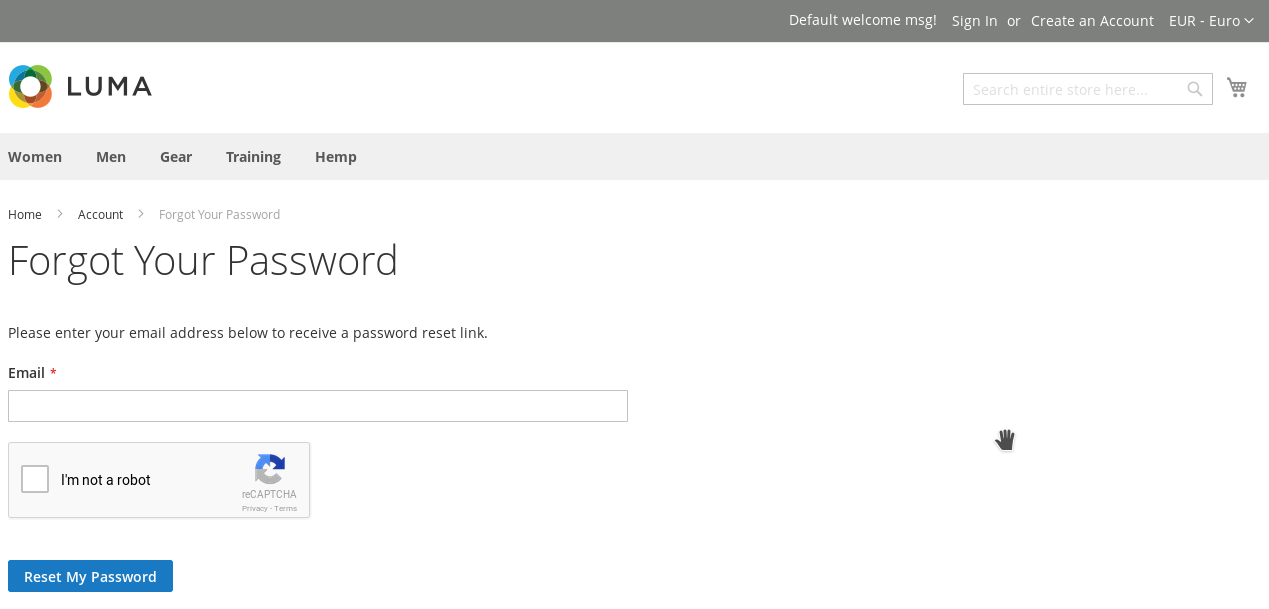 Default welcome msg! Sign In or Create an Account EUR - Euro
LUMA
Search entire store here...
Women Men Gear Training Hemp
Home Account Forgot Your Password
Forgot Your Password
Please enter your email address below to receive a password reset link.
Email *
I'm not a robot
reCAPTCHA
Privacy - Terms
Reset My Password